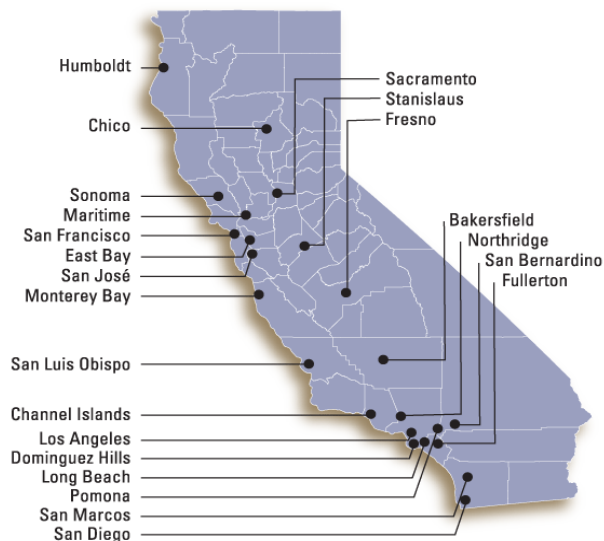 Humboldt
Sacramento
Stanislaus
Fresno
Chico
Sonoma
Maritime
San Francisco
East Bay
San José
Monterey Bay
Bakersfield
Northridge
San Bernardino
Fullerton
San Luis Obispo
Channel Islands
Los Angeles
Dominguez Hills
Long Beach
Pomona
San Marcos
San Diego